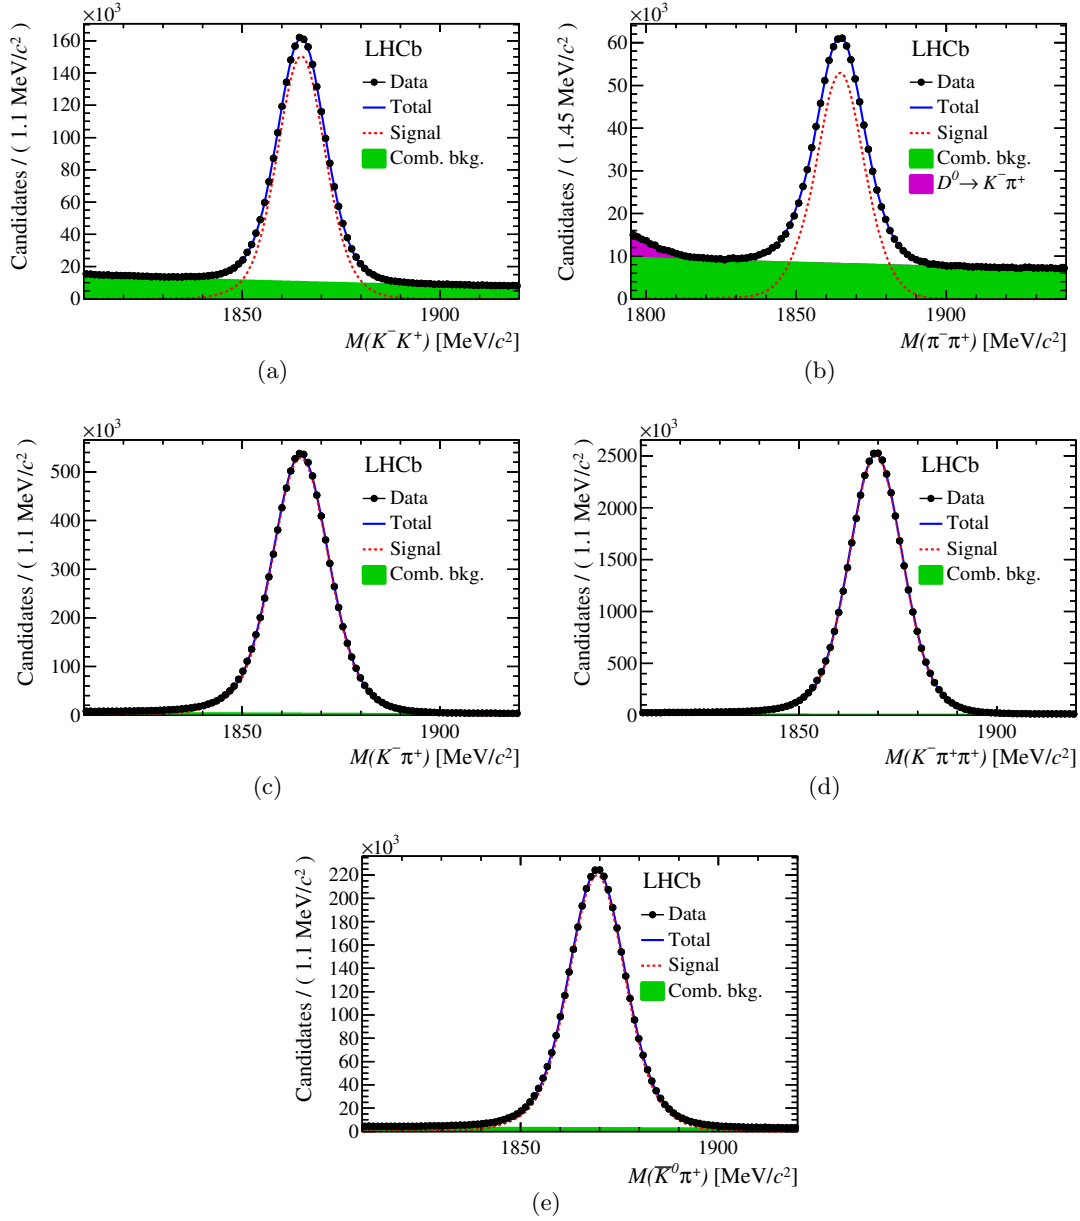 ×10³
Candidates / ( 1.1 MeV/c² )
160
140
120
100
80
60
40
20
0
LHCb
Data
Total
Signal
Comb. bkg.
1850
1900
M(K⁻K⁺) [MeV/c²]
(a)
×10³
Candidates / ( 1.45 MeV/c² )
60
50
40
30
20
10
0
LHCb
Data
Total
Signal
Comb. bkg.
D⁰→ K⁻π⁺
1800
1850
1900
M(π⁻π⁺) [MeV/c²]
(b)
×10³
Candidates / ( 1.1 MeV/c² )
500
400
300
200
100
0
LHCb
Data
Total
Signal
Comb. bkg.
1850
1900
M(K⁻π⁺) [MeV/c²]
(c)
×10³
Candidates / ( 1.1 MeV/c² )
2500
2000
1500
1000
500
0
LHCb
Data
Total
Signal
Comb. bkg.
1850
1900
M(K⁻π⁺π⁺) [MeV/c²]
(d)
×10³
Candidates / ( 1.1 MeV/c² )
220
200
180
160
140
120
100
80
60
40
20
0
LHCb
Data
Total
Signal
Comb. bkg.
1850
1900
M(K̅⁰π⁺) [MeV/c²]
(e)